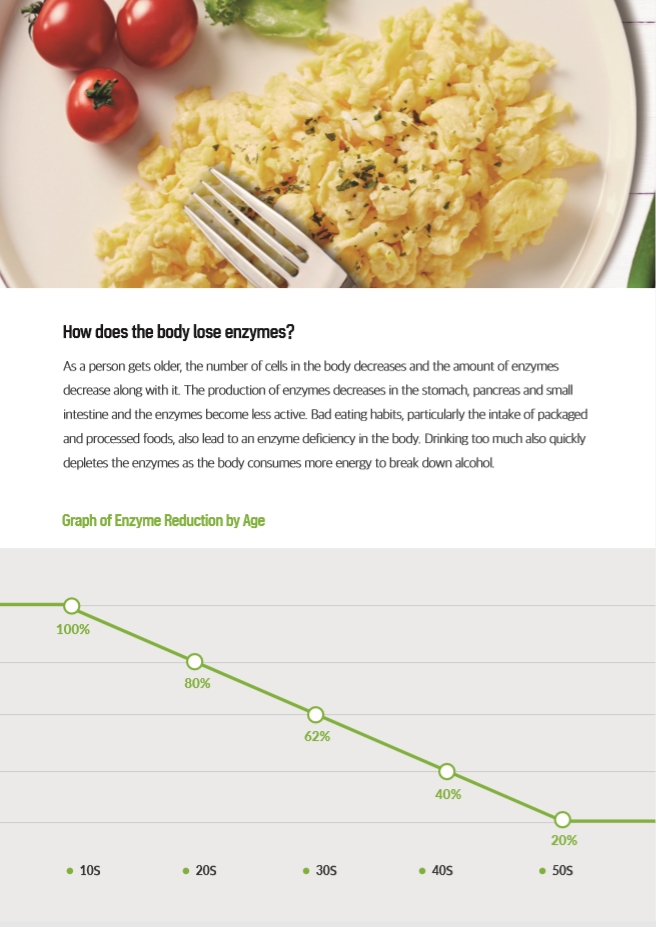 How does the body lose enzymes?
As a person gets older, the number of cells in the body decreases and the amount of enzymes
decrease along with it. The production of enzymes decreases in the stomach, pancreas and small
intestine and the enzymes become less active. Bad eating habits, particularly the intake of packaged
and processed foods, also lead to an enzyme deficiency in the body. Drinking too much also quickly
depletes the enzymes as the body consumes more energy to break down alcohol.
Graph of Enzyme Reduction by Age
100%
80%
62%
40%
20%
• 10S • 20S • 30S • 40S • 50S